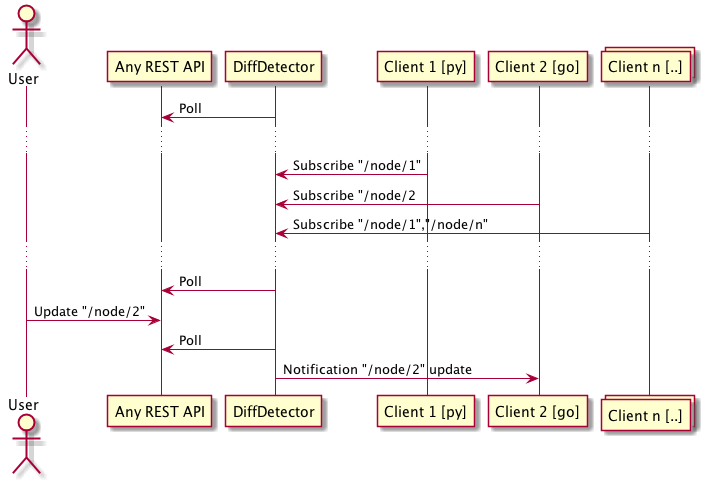 User
Any REST API
DiffDetector
Client 1 [py]
Client 2 [go]
Client n [..]
Poll
Subscribe "/node/1"
Subscribe "/node/2
Subscribe "/node/1","/node/n"
Poll
Update "/node/2"
Poll
Notification "/node/2" update
User
Any REST API
DiffDetector
Client 1 [py]
Client 2 [go]
Client n [..]